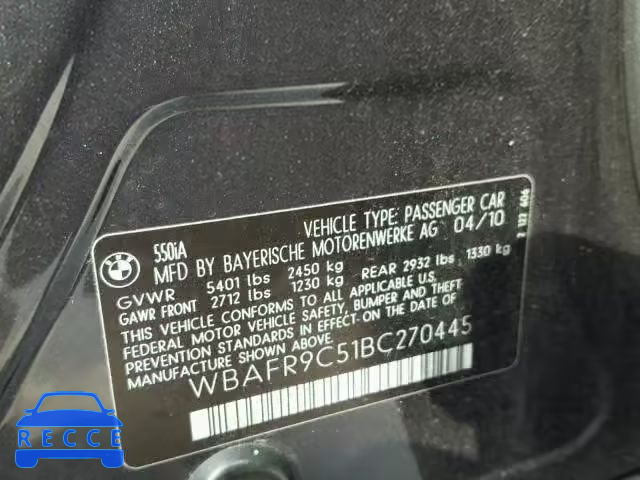 BMW
550iA
VEHICLE TYPE: PASSENGER CAR
MFD BY BAYERISCHE MOTORENWERKE AG 04/10
GVWR 5401 lbs 2450 kg
GAWR FRONT 2712 lbs 1230 kg REAR 2932 lbs 1330 kg
THIS VEHICLE CONFORMS TO ALL APPLICABLE U.S.
FEDERAL MOTOR VEHICLE SAFETY, BUMPER AND THEFT
PREVENTION STANDARDS IN EFFECT ON THE DATE OF
MANUFACTURE SHOWN ABOVE.
WBAFR9C51BC270445
RECCE